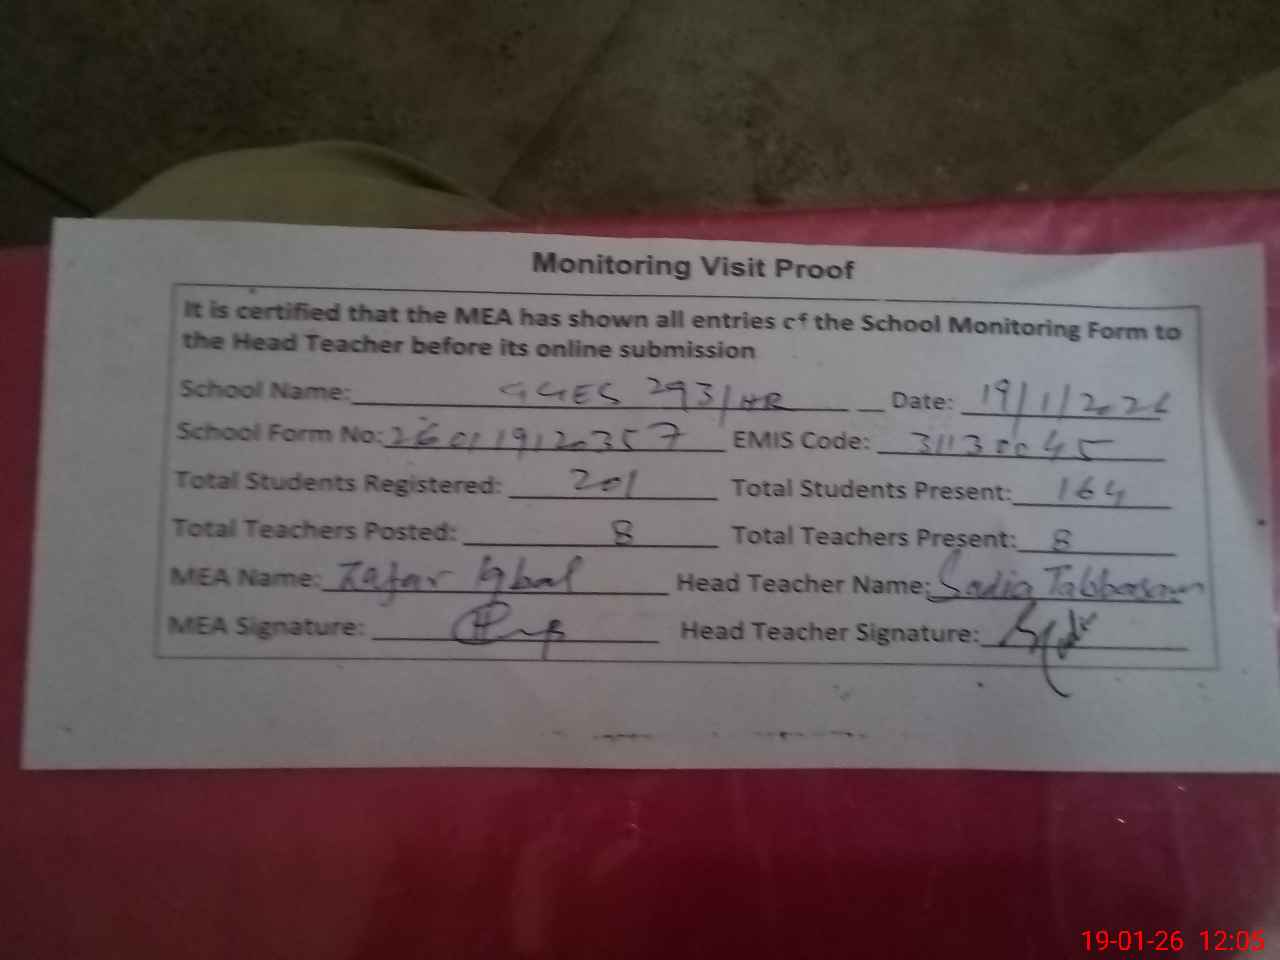 Monitoring Visit Proof
It is certified that the MEA has shown all entries of the School Monitoring Form to
the Head Teacher before its online submission
School Name: GGES 293/HR Date: 19/1/2026
School Form No: 260119120357 EMIS Code: 31130045
Total Students Registered: 201 Total Students Present: 164
Total Teachers Posted: 8 Total Teachers Present: 8
MEA Name: Zafar Iqbal Head Teacher Name: Sadia Tabbassum
MEA Signature: Head Teacher Signature:
19-01-26 12:05